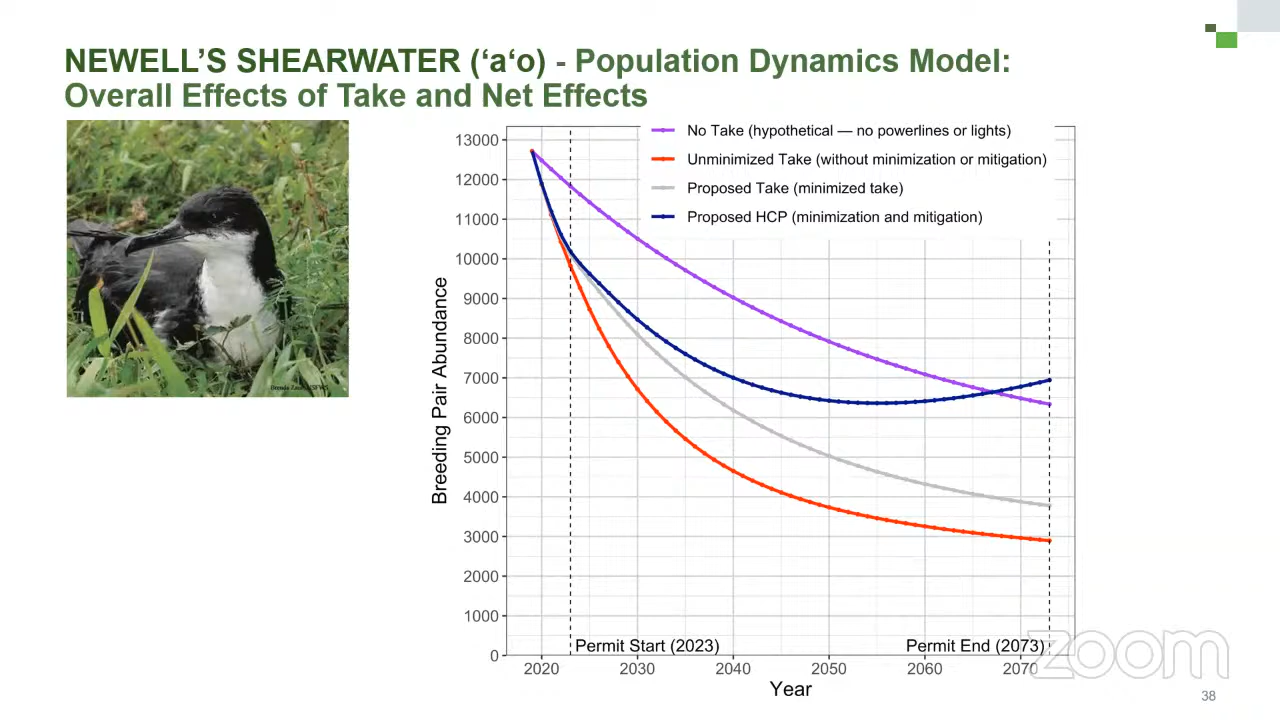 NEWELL’S SHEARWATER (‘a‘o) - Population Dynamics Model:
Overall Effects of Take and Net Effects
No Take (hypothetical — no powerlines or lights)
Unminimized Take (without minimization or mitigation)
Proposed Take (minimized take)
Proposed HCP (minimization and mitigation)
Breeding Pair Abundance
13000
12000
11000
10000
9000
8000
7000
6000
5000
4000
3000
2000
1000
0
Permit Start (2023)
Permit End (2073)
2020
2030
2040
2050
2060
2070
Year
zoom
38